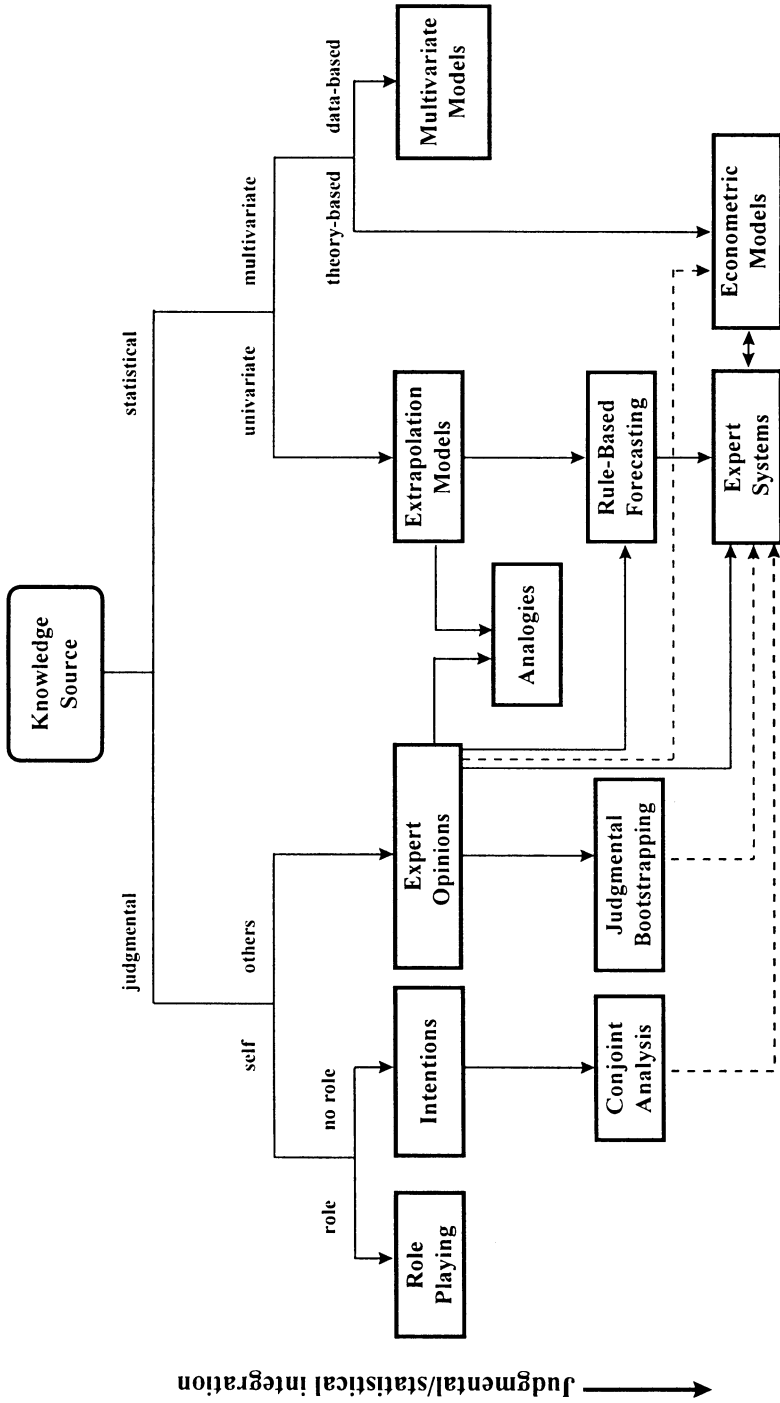 Knowledge
Source
judgmental
statistical
self
others
univariate
multivariate
role
no role
theory-based
data-based
Role
Playing
Intentions
Expert
Opinions
Extrapolation
Models
Multivariate
Models
Analogies
Conjoint
Analysis
Judgmental
Bootstrapping
Rule-Based
Forecasting
Expert
Systems
Econometric
Models
Judgmental/statistical integration